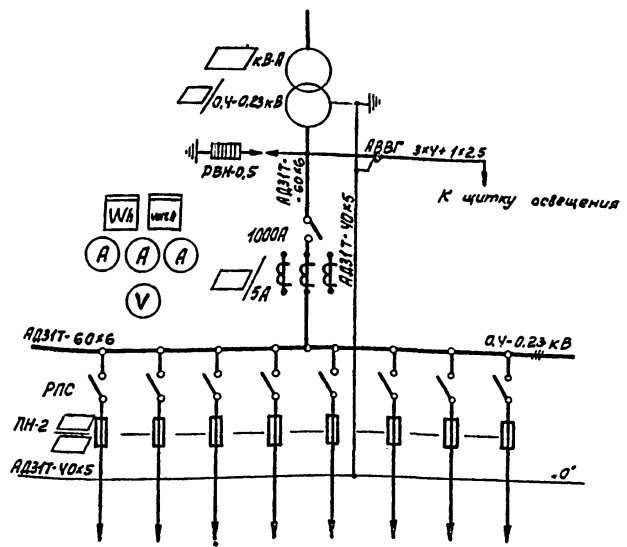 кВ·А
0,4-0,23 кВ
РВН-0,5
АДЗ1Т-
-60×6
АВВГ 3×4+1×2.5
К щитку освещения
Wh
1000А
АДЗ1Т-40×5
А А А
5А
V
АДЗ1Т-60×6
0,4-0,23 кВ
РПС
ПН-2
АДЗ1Т-40×5
„0"